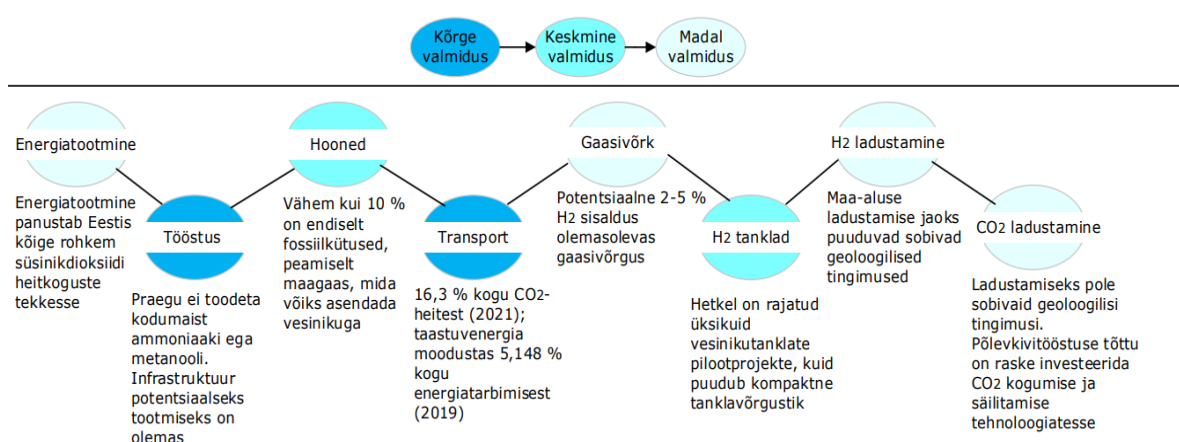 Kõrge
valmidus
Keskmine
valmidus
Madal
valmidus
Energiatootmine
Energiatootmine
panustab Eestis
kõige rohkem
süsinikdioksiidi
heitkoguste
tekkesse
Tööstus
Praegu ei toodeta
kodumaist
ammoniaaki ega
metanooli.
Infrastruktuur
potentsiaalseks
tootmiseks on
olemas
Hooned
Vähem kui 10 %
on endiselt
fossiilkütused,
peamiselt
maagaas, mida
võiks asendada
vesinikuga
Transport
16,3 % kogu CO2-
heitest (2021);
taastuvenergia
moodustas 5,148 %
kogu
energiatarbimisest
(2019)
Gaasivõrk
Potentsiaalne 2-5 %
H2 sisaldus
olemasolevas
gaasivõrgus
H2 tanklad
Hetkel on rajatud
üksikuid
vesinikutanklate
pilootprojekte, kuid
puudub kompaktne
tanklavõrgustik
H2 ladustamine
Maa-aluse
ladustamise jaoks
puuduvad sobivad
geoloogilised
tingimused
CO2 ladustamine
Ladustamiseks pole
sobivaid geoloogilisi
tingimusi.
Põlevkivitööstuse tõttu
on raske investeerida
CO2 kogumise ja
säilitamise
tehnoloogiatesse